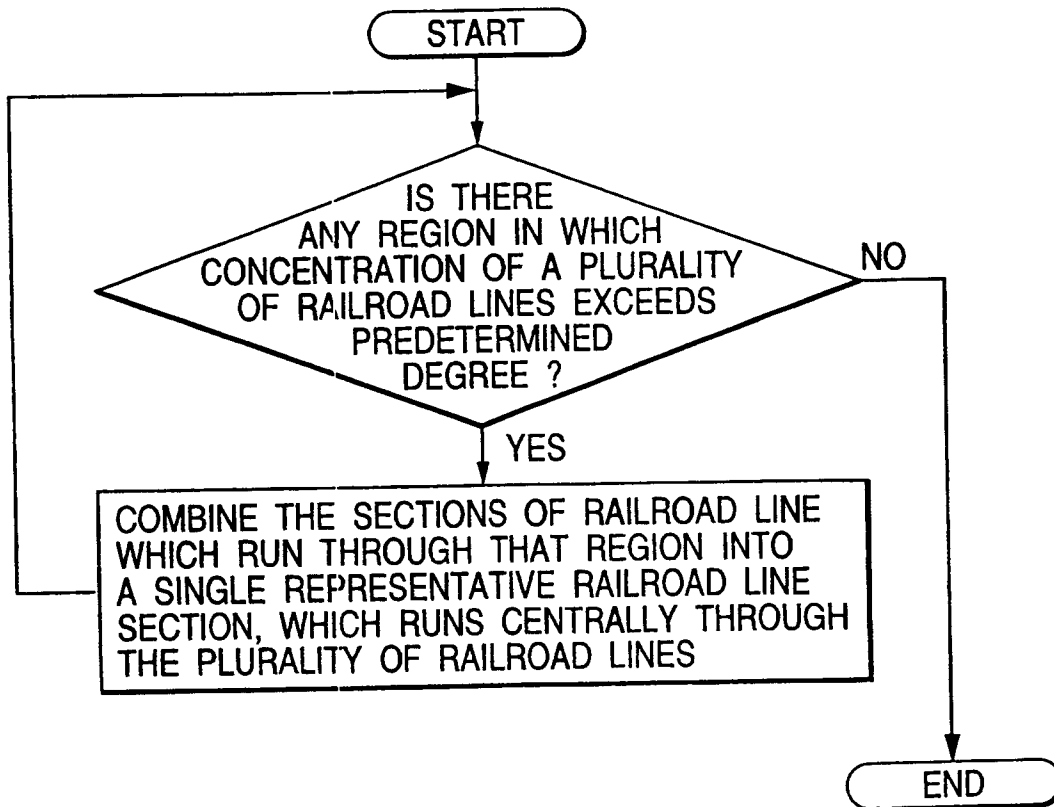 START
IS THERE
ANY REGION IN WHICH
CONCENTRATION OF A PLURALITY
OF RAILROAD LINES EXCEEDS
PREDETERMINED
DEGREE ?
NO
YES
COMBINE THE SECTIONS OF RAILROAD LINE
WHICH RUN THROUGH THAT REGION INTO
A SINGLE REPRESENTATIVE RAILROAD LINE
SECTION, WHICH RUNS CENTRALLY THROUGH
THE PLURALITY OF RAILROAD LINES
END